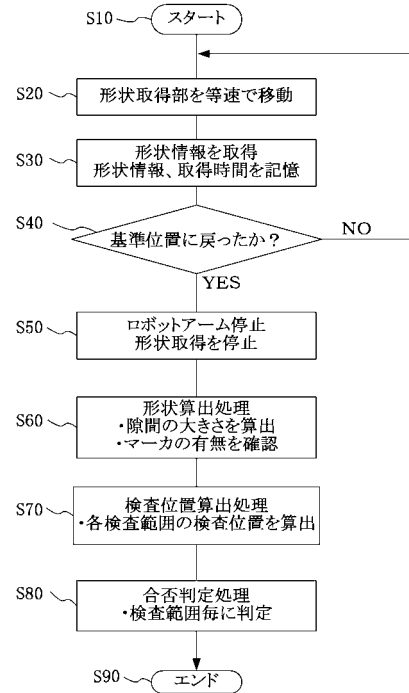 S10 スタート
S20 形状取得部を等速で移動
S30 形状情報を取得
形状情報、取得時間を記憶
S40 基準位置に戻ったか？ NO
YES
S50 ロボットアーム停止
形状取得を停止
S60 形状算出処理
・隙間の大きさを算出
・マーカの有無を確認
S70 検査位置算出処理
・各検査範囲の検査位置を算出
S80 合否判定処理
・検査範囲毎に判定
S90 エンド